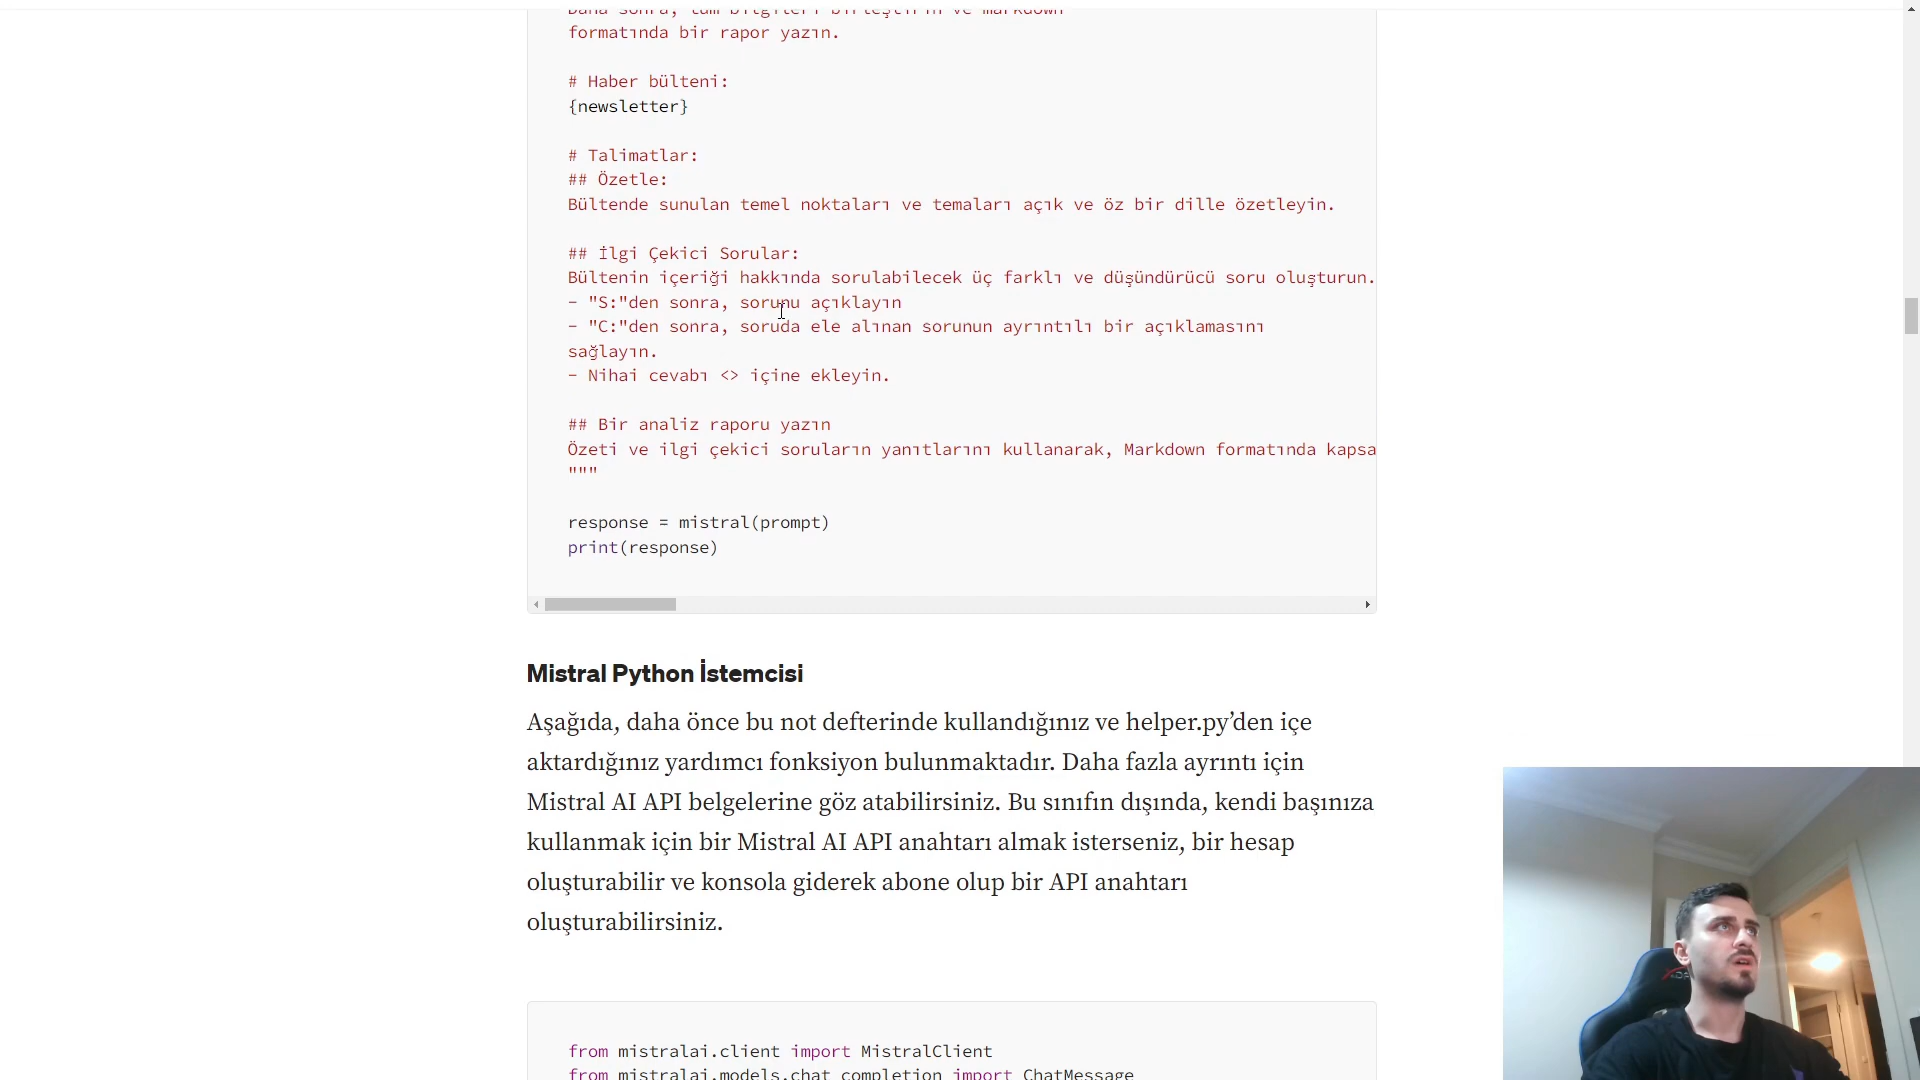 Daha sonra, tüm bilgileri birleştirin ve markdown
formatında bir rapor yazın.
# Haber bülteni:
{newsletter}
# Talimatlar:
## Özetle:
Bültende sunulan temel noktaları ve temaları açık ve öz bir dille özetleyin.
## İlgi Çekici Sorular:
Bültenin içeriği hakkında sorulabilecek üç farklı ve düşündürücü soru oluşturun.
- "S:"den sonra, sorunu açıklayın
- "C:"den sonra, soruda ele alınan sorunun ayrıntılı bir açıklamasını
sağlayın.
- Nihai cevabı <> içine ekleyin.
## Bir analiz raporu yazın
Özeti ve ilgi çekici soruların yanıtlarını kullanarak, Markdown formatında kapsa
"""
response = mistral(prompt)
print(response)
Mistral Python İstemcisi
Aşağıda, daha önce bu not defterinde kullandığınız ve helper.py’den içe
aktardığınız yardımcı fonksiyon bulunmaktadır. Daha fazla ayrıntı için
Mistral AI API belgelerine göz atabilirsiniz. Bu sınıfın dışında, kendi başınıza
kullanmak için bir Mistral AI API anahtarı almak isterseniz, bir hesap
oluşturabilir ve konsola giderek abone olup bir API anahtarı
oluşturabilirsiniz.
from mistralai.client import MistralClient
from mistralai.models.chat_completion import ChatMessage